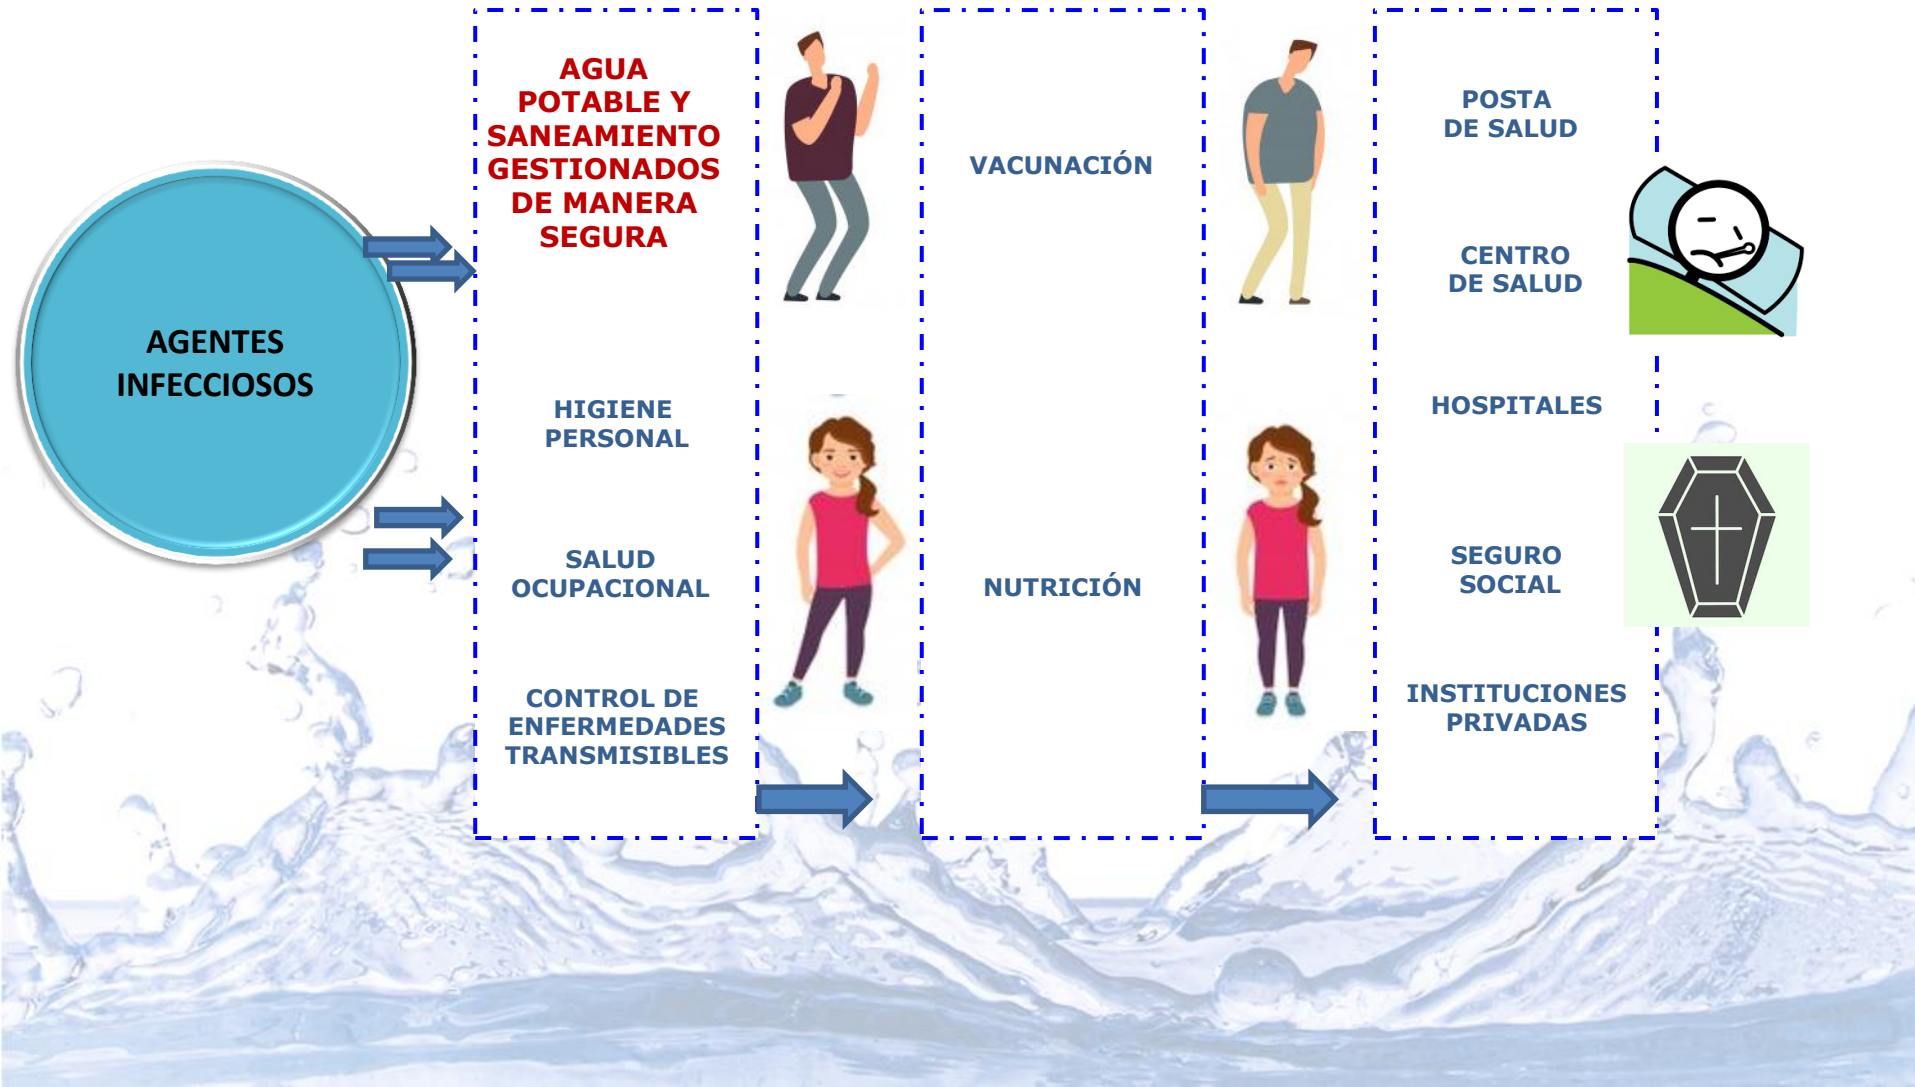 AGENTES
INFECCIOSOS
AGUA
POTABLE Y
SANEAMIENTO
GESTIONADOS
DE MANERA
SEGURA
HIGIENE
PERSONAL
SALUD
OCUPACIONAL
CONTROL DE
ENFERMEDADES
TRANSMISIBLES
VACUNACIÓN
NUTRICIÓN
POSTA
DE SALUD
CENTRO
DE SALUD
HOSPITALES
SEGURO
SOCIAL
INSTITUCIONES
PRIVADAS